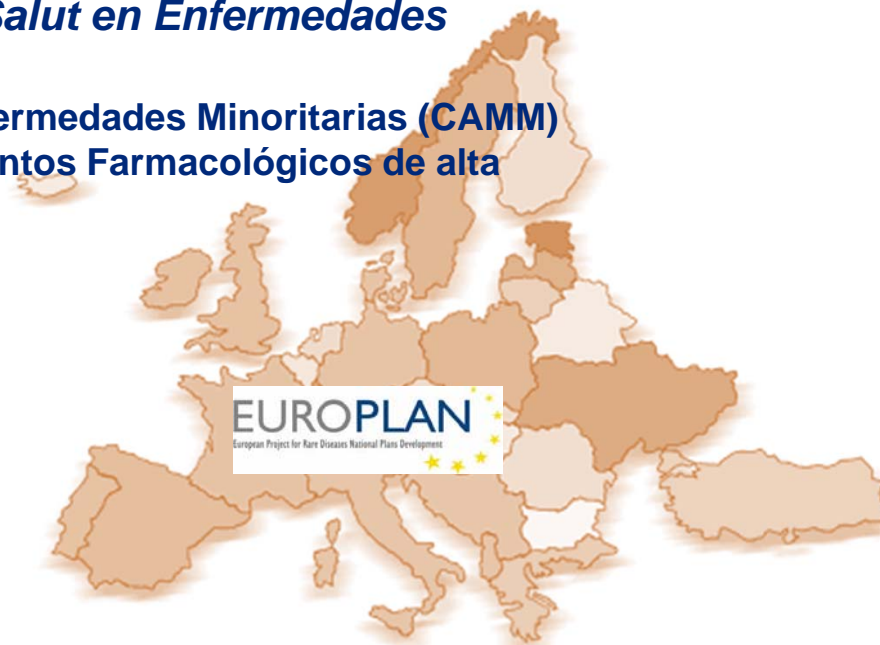 Salut en Enfermedades
ermedades Minoritarias (CAMM)
ntos Farmacológicos de alta
EUROPLAN
European Project for Rare Diseases National Plans Development